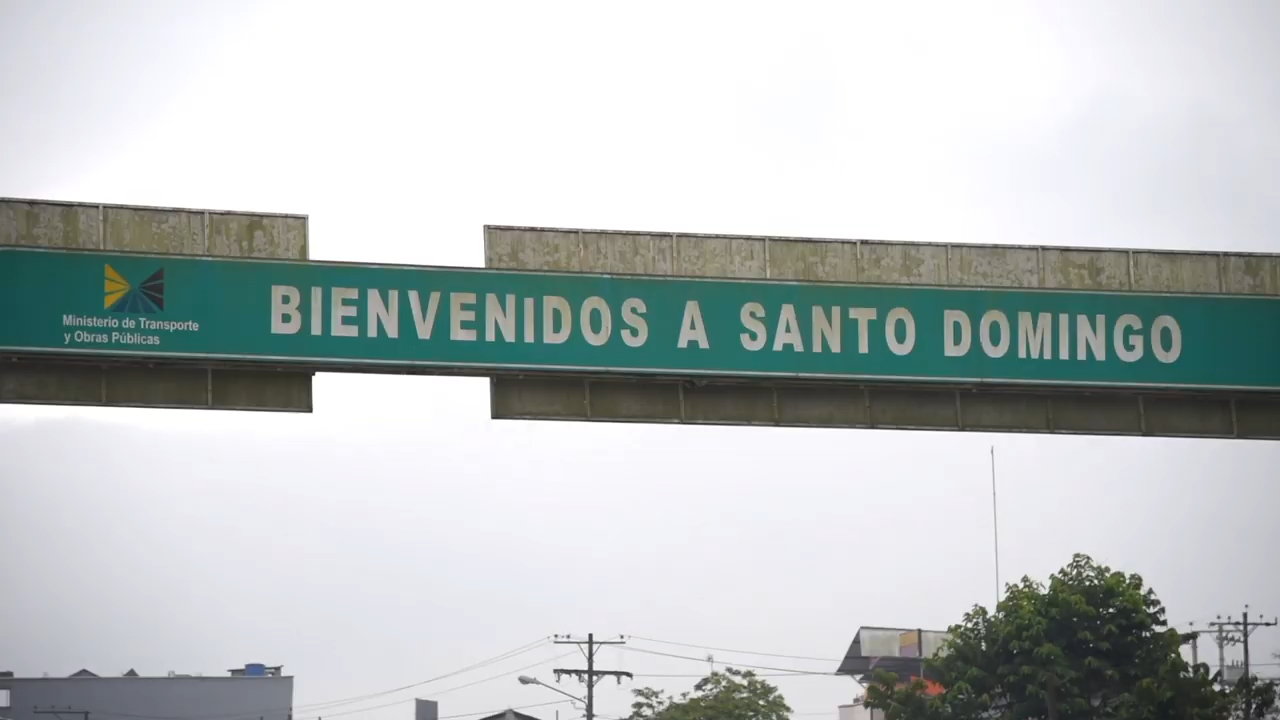 Ministerio de Transporte
y Obras Públicas
BIENVENIDOS A SANTO DOMINGO